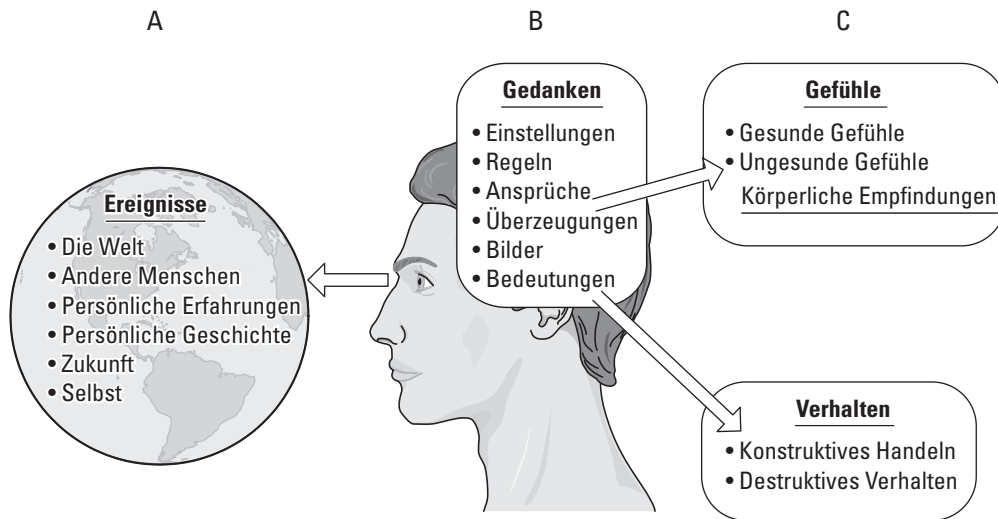 A
B
C
Ereignisse
• Die Welt
• Andere Menschen
• Persönliche Erfahrungen
• Persönliche Geschichte
• Zukunft
• Selbst
Gedanken
• Einstellungen
• Regeln
• Ansprüche
• Überzeugungen
• Bilder
• Bedeutungen
Gefühle
• Gesunde Gefühle
• Ungesunde Gefühle
Körperliche Empfindungen
Verhalten
• Konstruktives Handeln
• Destruktives Verhalten